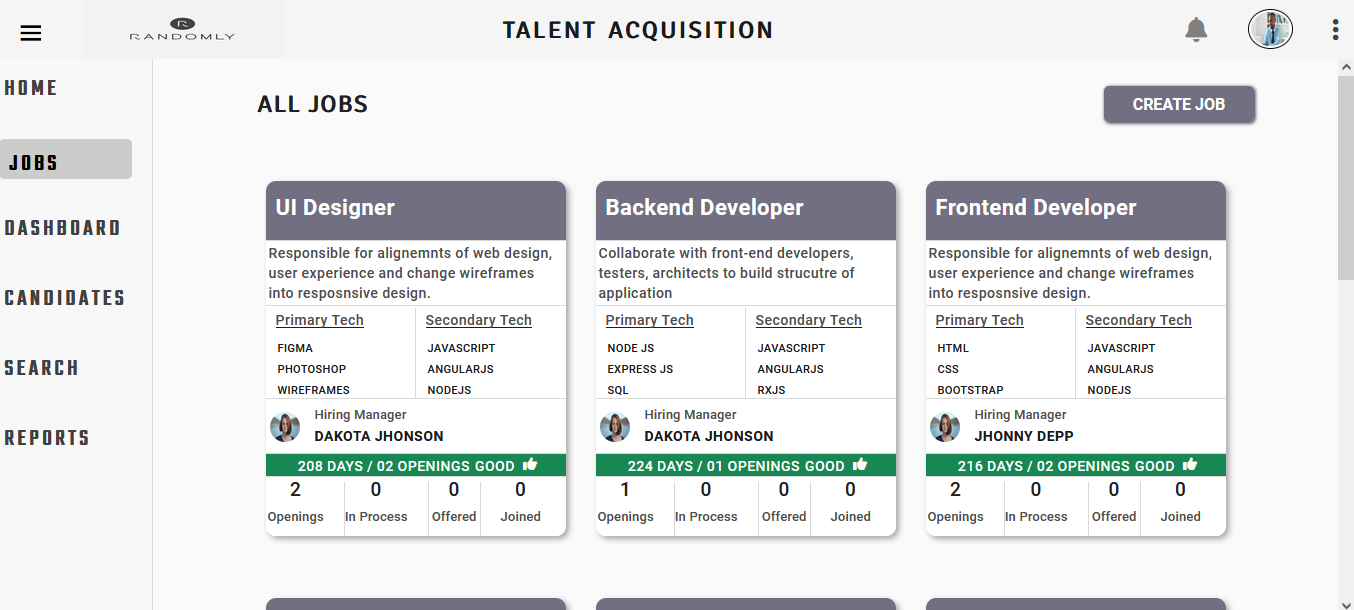 R
RANDOMLY
TALENT ACQUISITION
HOME
JOBS
DASHBOARD
CANDIDATES
SEARCH
REPORTS
ALL JOBS
CREATE JOB
UI Designer
Responsible for alignemnts of web design,
user experience and change wireframes
into resposnsive design.
Primary Tech
FIGMA
PHOTOSHOP
WIREFRAMES
Secondary Tech
JAVASCRIPT
ANGULARJS
NODEJS
Hiring Manager
DAKOTA JHONSON
208 DAYS / 02 OPENINGS GOOD
2 0 0 0
Openings In Process Offered Joined
Backend Developer
Collaborate with front-end developers,
testers, architects to build strucutre of
application
Primary Tech
NODE JS
EXPRESS JS
SQL
Secondary Tech
JAVASCRIPT
ANGULARJS
RXJS
Hiring Manager
DAKOTA JHONSON
224 DAYS / 01 OPENINGS GOOD
1 0 0 0
Openings In Process Offered Joined
Frontend Developer
Responsible for alignemnts of web design,
user experience and change wireframes
into resposnsive design.
Primary Tech
HTML
CSS
BOOTSTRAP
Secondary Tech
JAVASCRIPT
ANGULARJS
NODEJS
Hiring Manager
JHONNY DEPP
216 DAYS / 02 OPENINGS GOOD
2 0 0 0
Openings In Process Offered Joined